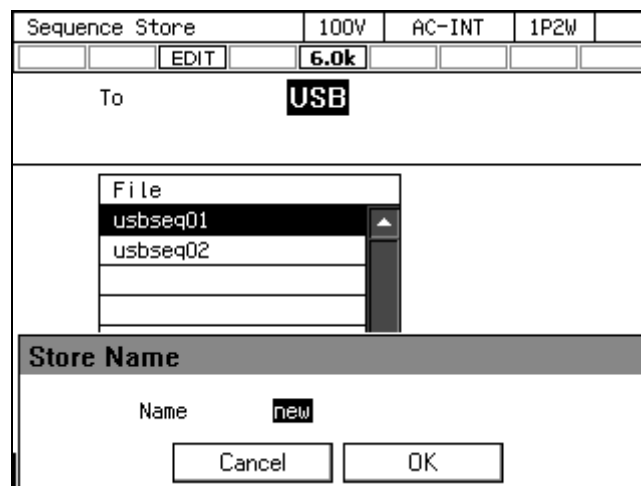 Sequence Store 100V AC-INT 1P2W
EDIT 6.0k
To USB
File
usbseq01
usbseq02
Store Name
Name new
Cancel OK